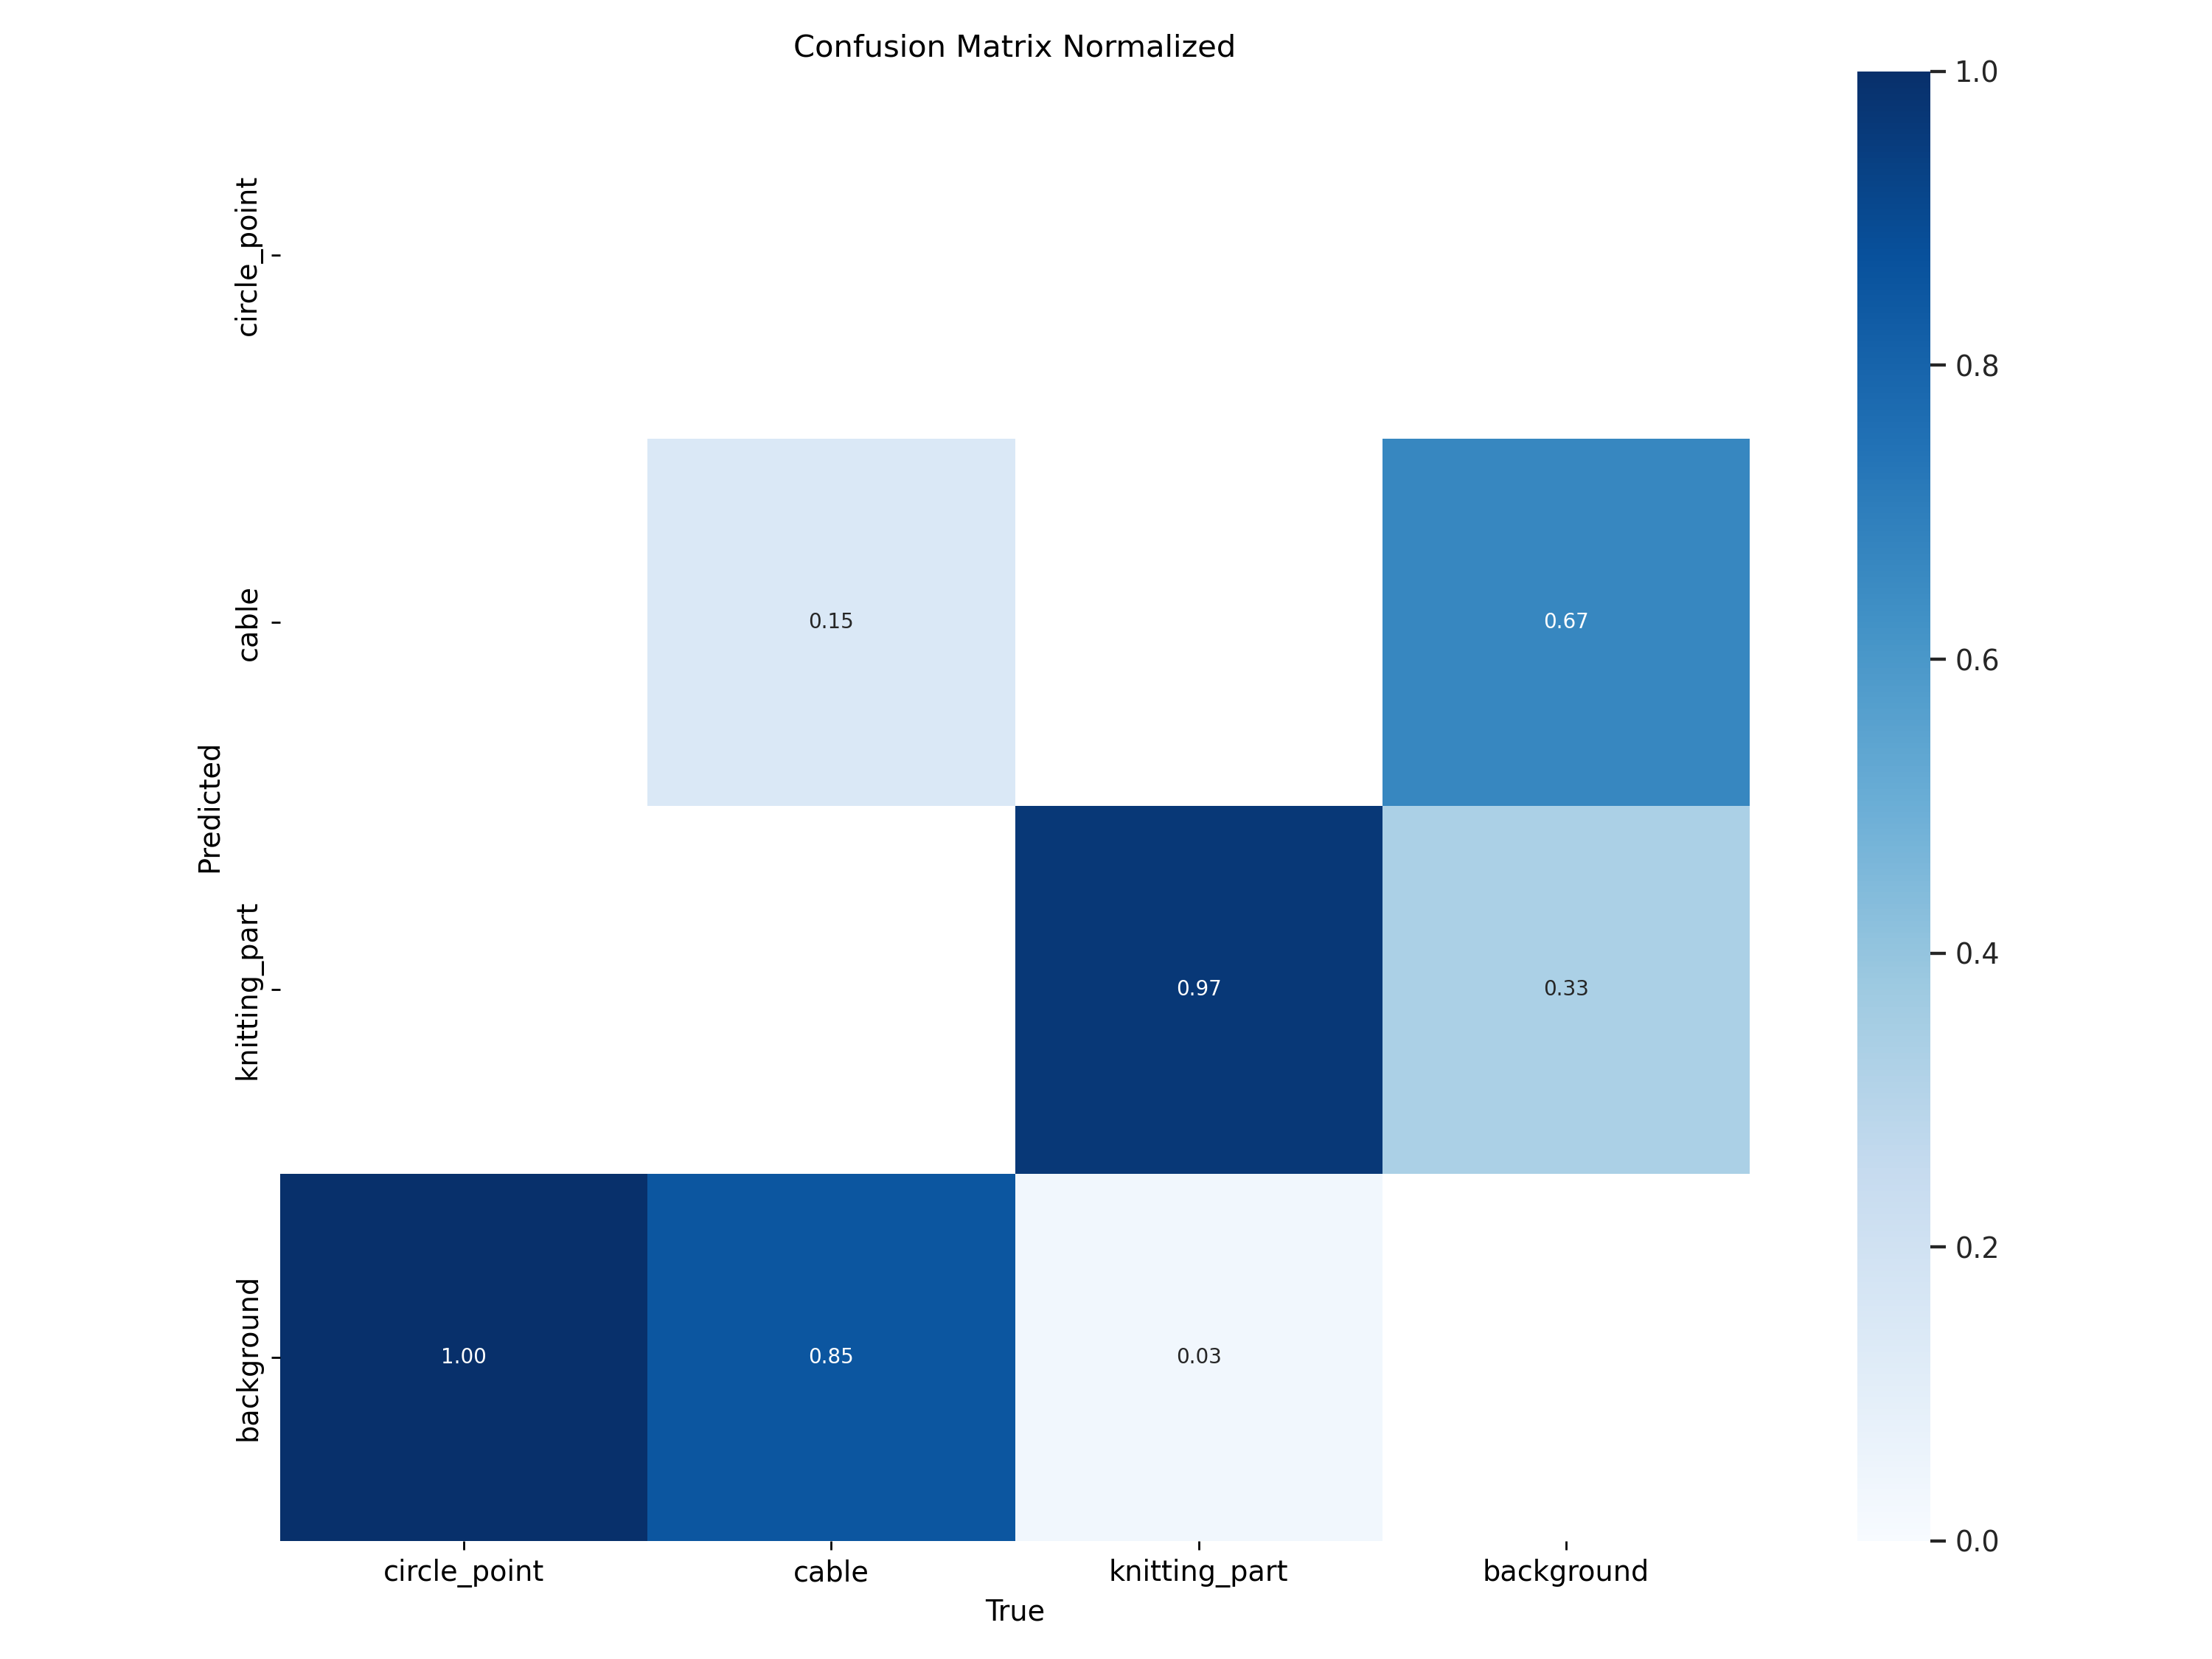 Confusion Matrix Normalized
1.0
circle_point
0.8
cable
0.15
0.67
0.6
Predicted
knitting_part
0.97
0.33
0.4
background
1.00
0.85
0.03
0.2
0.0
circle_point
cable
knitting_part
background
True